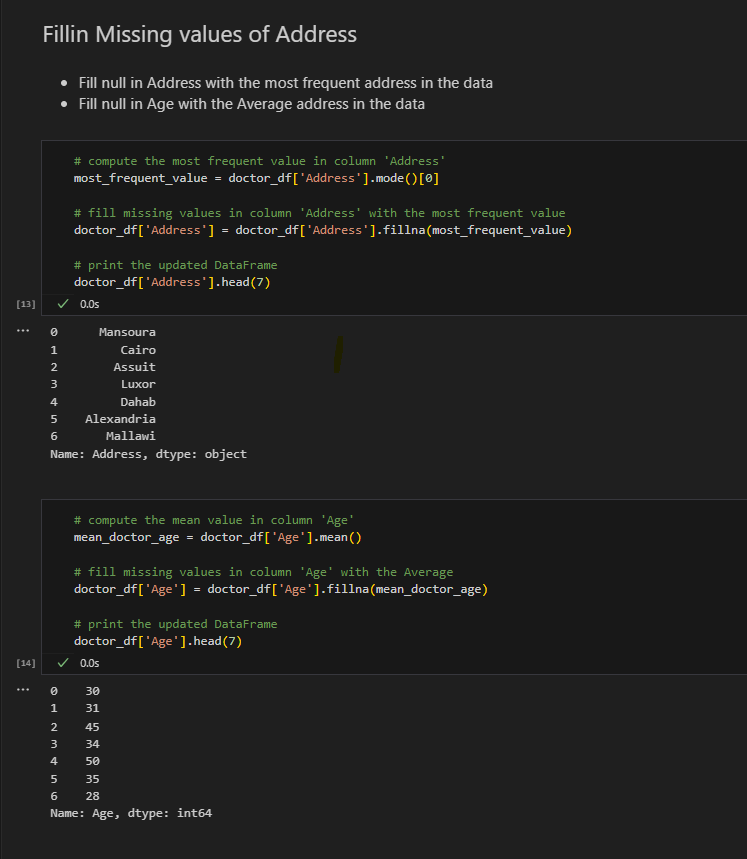 Fillin Missing values of Address
• Fill null in Address with the most frequent address in the data
• Fill null in Age with the Average address in the data
# compute the most frequent value in column 'Address'
most_frequent_value = doctor_df['Address'].mode()[0]
# fill missing values in column 'Address' with the most frequent value
doctor_df['Address'] = doctor_df['Address'].fillna(most_frequent_value)
# print the updated DataFrame
doctor_df['Address'].head(7)
[13] ✓ 0.0s
... 0 Mansoura
1 Cairo
2 Assuit
3 Luxor
4 Dahab
5 Alexandria
6 Mallawi
Name: Address, dtype: object
# compute the mean value in column 'Age'
mean_doctor_age = doctor_df['Age'].mean()
# fill missing values in column 'Age' with the Average
doctor_df['Age'] = doctor_df['Age'].fillna(mean_doctor_age)
# print the updated DataFrame
doctor_df['Age'].head(7)
[14] ✓ 0.0s
... 0 30
1 31
2 45
3 34
4 50
5 35
6 28
Name: Age, dtype: int64